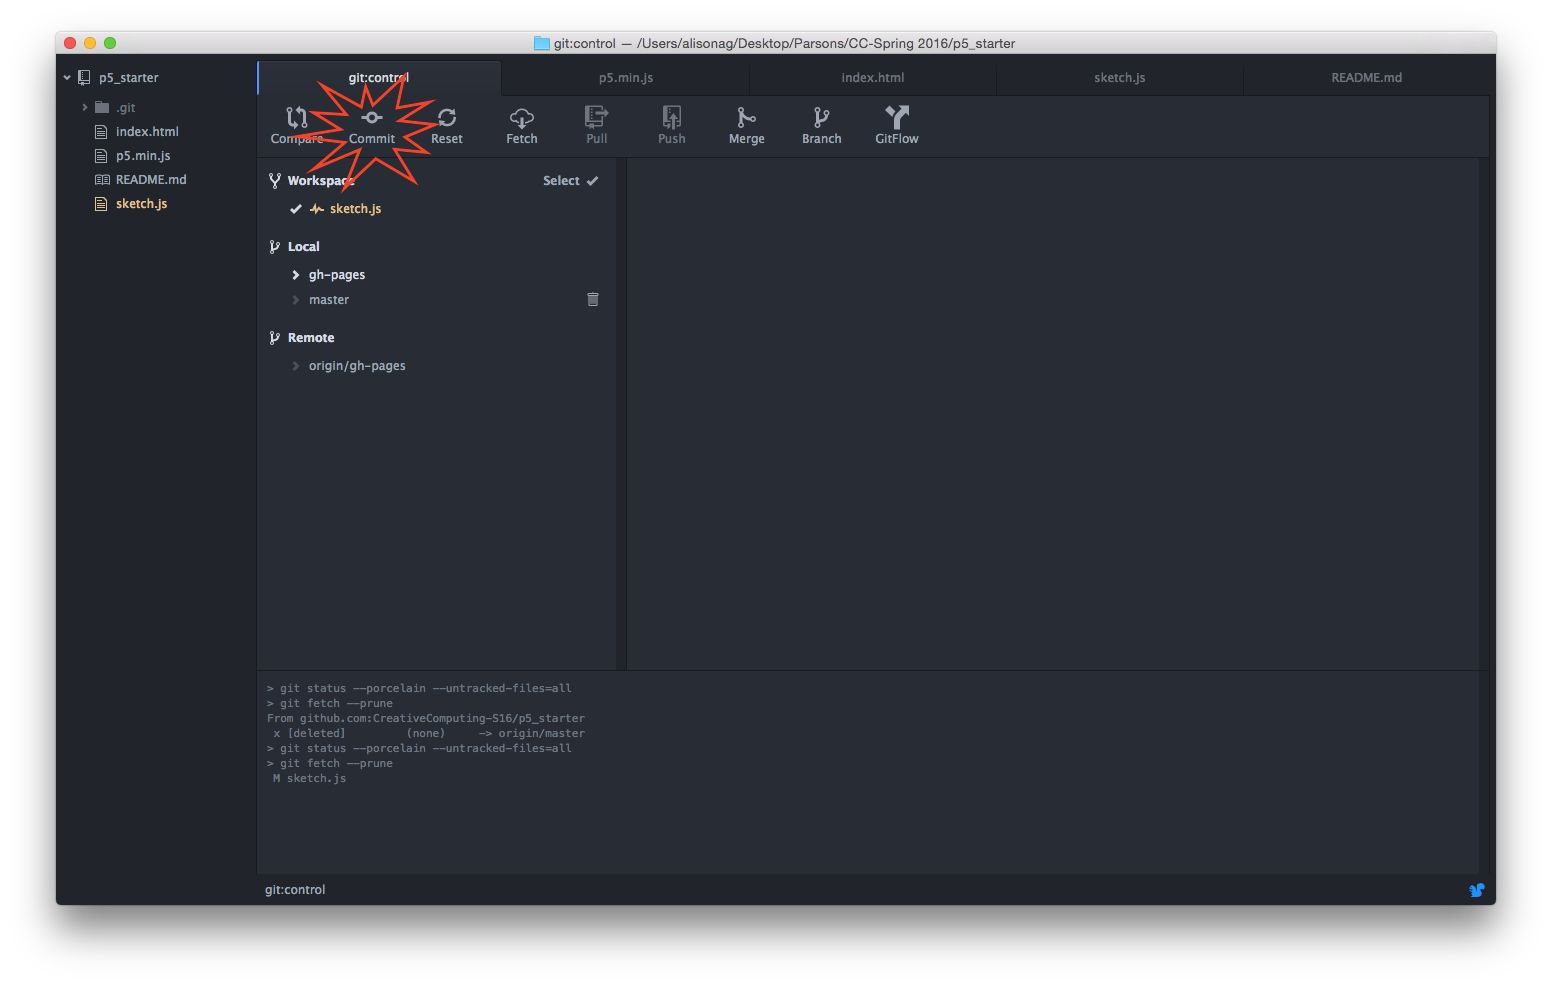 git:control — /Users/alisonag/Desktop/Parsons/CC-Spring 2016/p5_starter
p5_starter
.git
index.html
p5.min.js
README.md
sketch.js
git:control
p5.min.js
index.html
sketch.js
README.md
Compare
Commit
Reset
Fetch
Pull
Push
Merge
Branch
GitFlow
Workspace
Select
sketch.js
Local
gh-pages
master
Remote
origin/gh-pages
> git status --porcelain --untracked-files=all
> git fetch --prune
From github.com:CreativeComputing-S16/p5_starter
x [deleted] (none) -> origin/master
> git status --porcelain --untracked-files=all
> git fetch --prune
M sketch.js
git:control